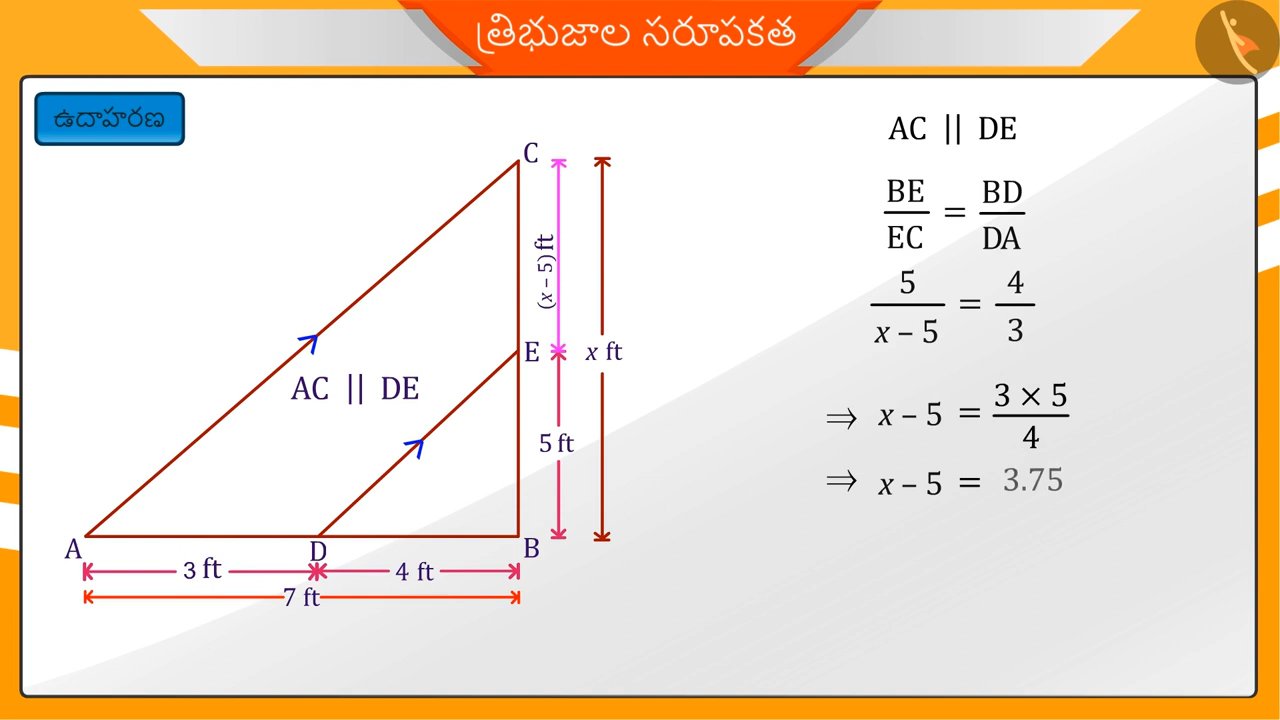 త్రిభుజాల సరూపకత
ఉదాహరణ
C
(x – 5) ft
E
x ft
AC || DE
5 ft
A
D
B
3 ft
4 ft
7 ft
AC || DE
BE/EC = BD/DA
5/(x – 5) = 4/3
⇒ x – 5 = (3 × 5)/4
⇒ x – 5 = 3.75